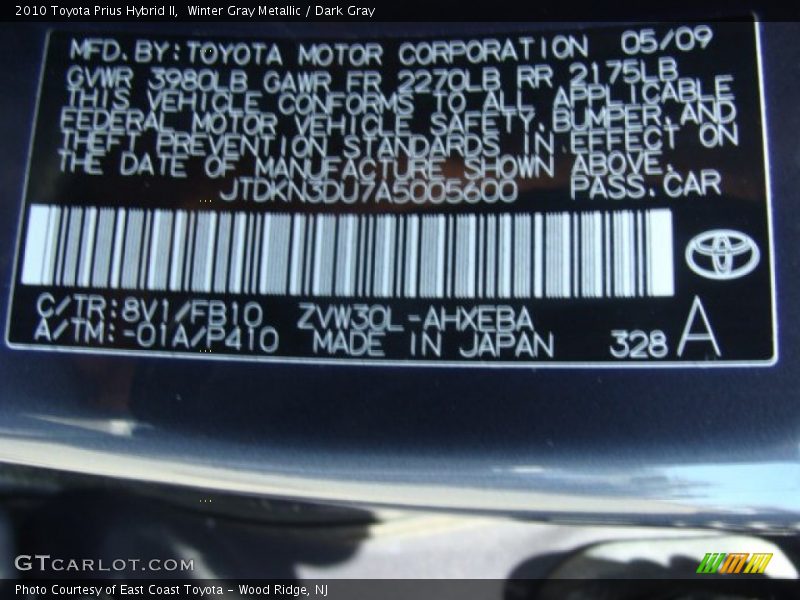 2010 Toyota Prius Hybrid II,  Winter Gray Metallic / Dark Gray
MFD. BY: TOYOTA MOTOR CORPORATION 05/09
GVWR 3980LB GAWR FR 2270LB RR 2175LB
THIS VEHICLE CONFORMS TO ALL APPLICABLE
FEDERAL MOTOR VEHICLE SAFETY, BUMPER, AND
THEFT PREVENTION STANDARDS IN EFFECT ON
THE DATE OF MANUFACTURE SHOWN ABOVE.
JTDKN3DU7A5005600 PASS. CAR
C/TR: 8V1/FB10 ZVW30L-AHXEBA
A/TM: -01A/P410 MADE IN JAPAN 328 A
GTCARLOT.COM
Photo Courtesy of East Coast Toyota - Wood Ridge, NJ